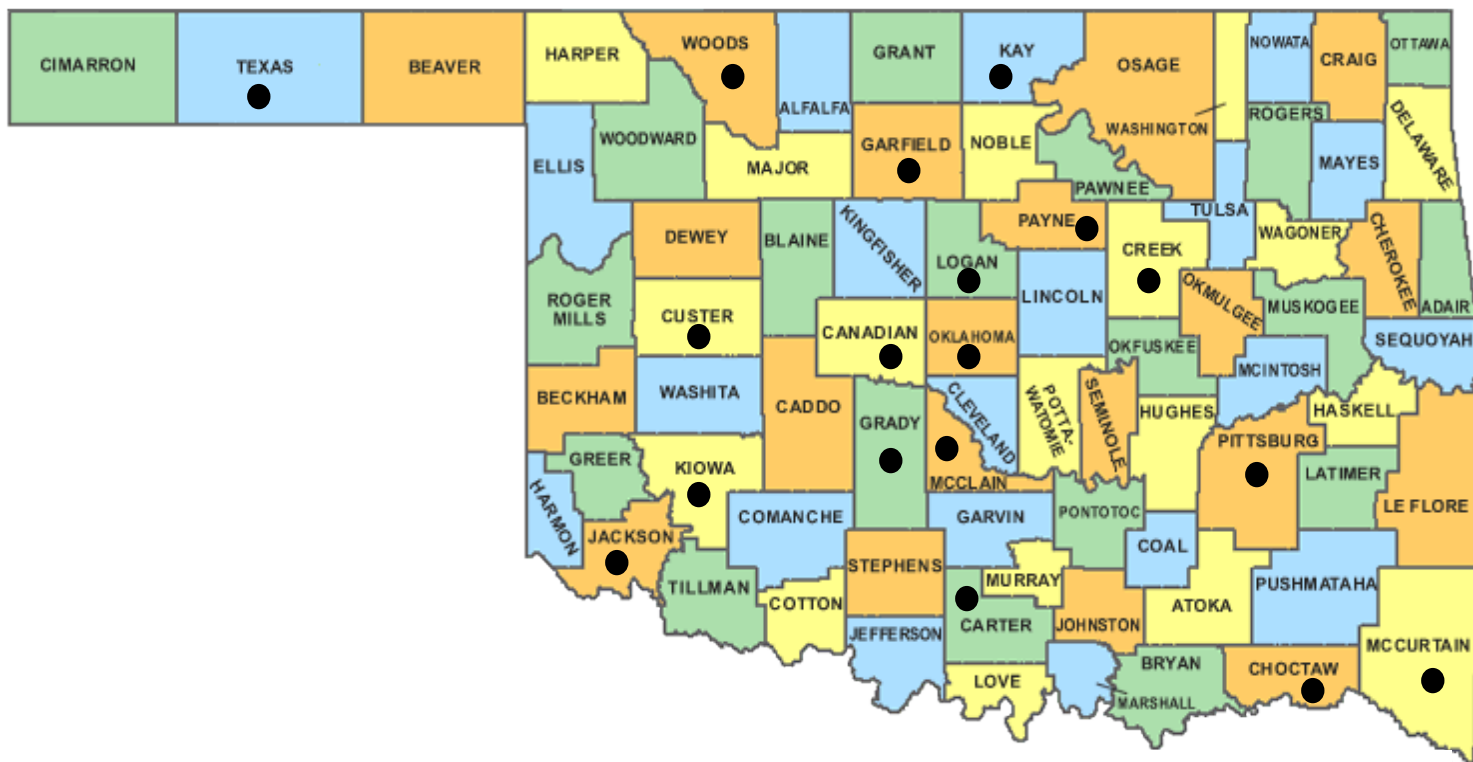 CIMARRON
TEXAS
BEAVER
HARPER
WOODS
ALFALFA
GRANT
KAY
OSAGE
WASHINGTON
NOWATA
CRAIG
OTTAWA
ELLIS
WOODWARD
MAJOR
GARFIELD
NOBLE
PAWNEE
ROGERS
MAYES
DELAWARE
DEWEY
BLAINE
KINGFISHER
LOGAN
PAYNE
LINCOLN
CREEK
TULSA
WAGONER
CHEROKEE
ADAIR
ROGER
MILLS
CUSTER
CANADIAN
OKLAHOMA
OKFUSKEE
OKMULGEE
MUSKOGEE
SEQUOYAH
BECKHAM
WASHITA
CADDO
GRADY
CLEVELAND
MCCLAIN
POTTA-
WATOMIE
SEMINOLE
HUGHES
MCINTOSH
PITTSBURG
HASKELL
LATIMER
LE FLORE
HARMON
GREER
KIOWA
JACKSON
TILLMAN
COMANCHE
COTTON
STEPHENS
GARVIN
MURRAY
PONTOTOC
COAL
ATOKA
PUSHMATAHA
JEFFERSON
CARTER
JOHNSTON
LOVE
MARSHALL
BRYAN
CHOCTAW
MCCURTAIN